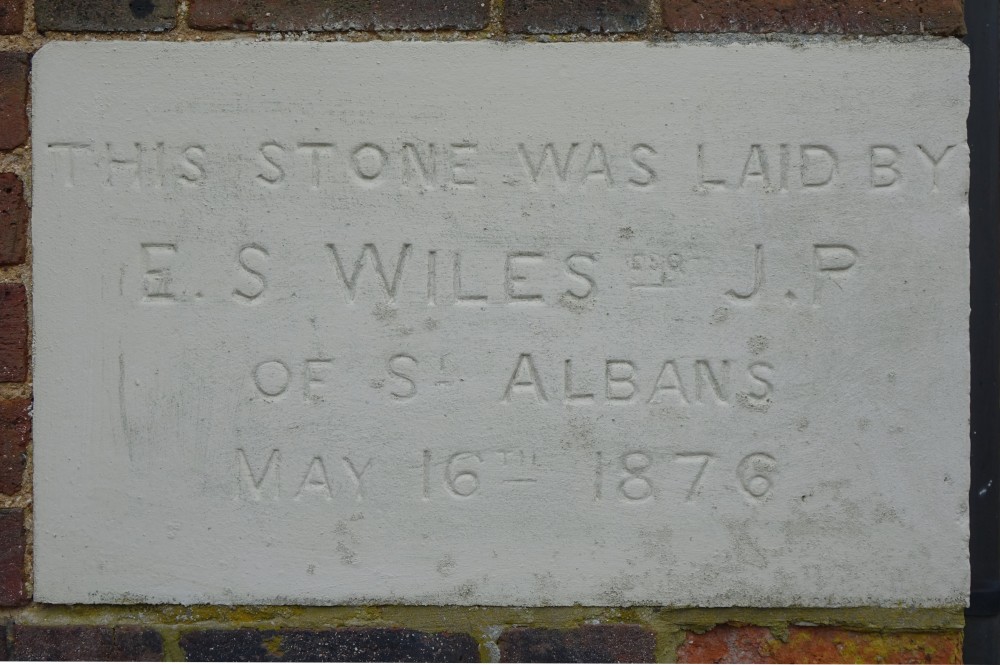 THIS STONE WAS LAID BY
E. S WILES ESQ J. P
OF ST ALBANS
MAY 16TH 1876